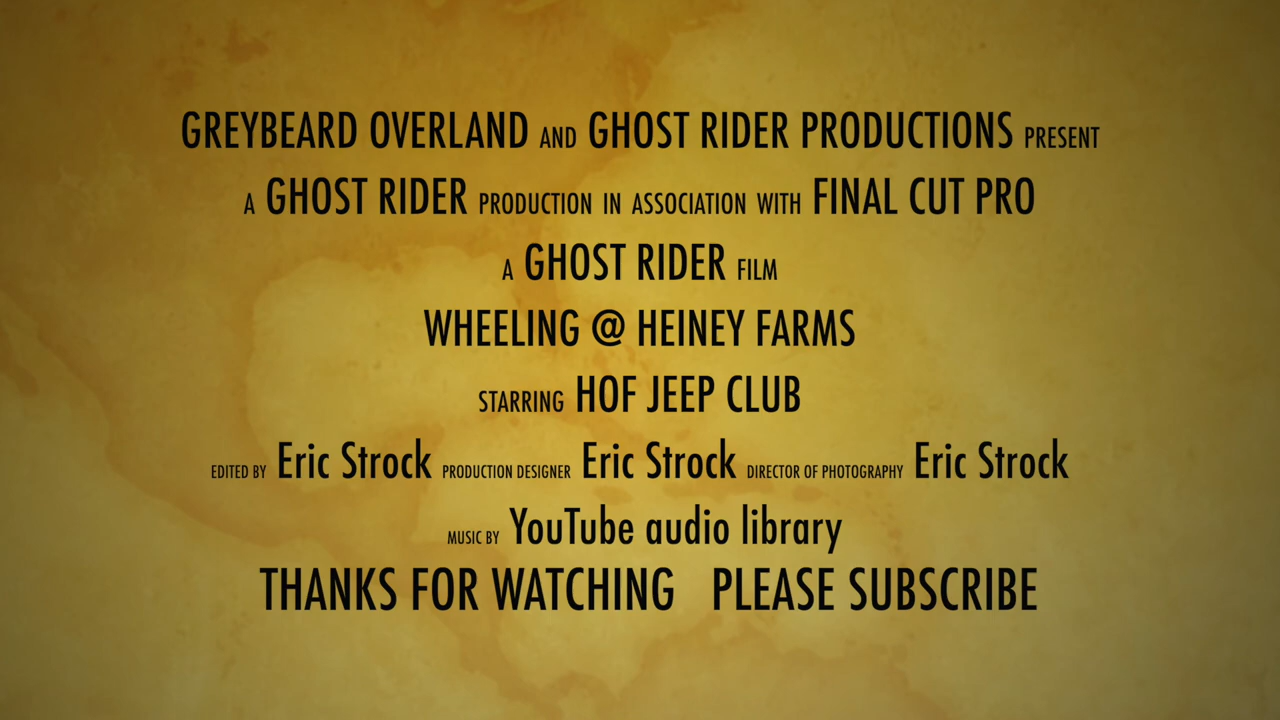 GREYBEARD OVERLAND AND GHOST RIDER PRODUCTIONS PRESENT
A GHOST RIDER PRODUCTION IN ASSOCIATION WITH FINAL CUT PRO
A GHOST RIDER FILM
WHEELING @ HEINEY FARMS
STARRING HOF JEEP CLUB
EDITED BY Eric Strock PRODUCTION DESIGNER Eric Strock DIRECTOR OF PHOTOGRAPHY Eric Strock
MUSIC BY YouTube audio library
THANKS FOR WATCHING PLEASE SUBSCRIBE